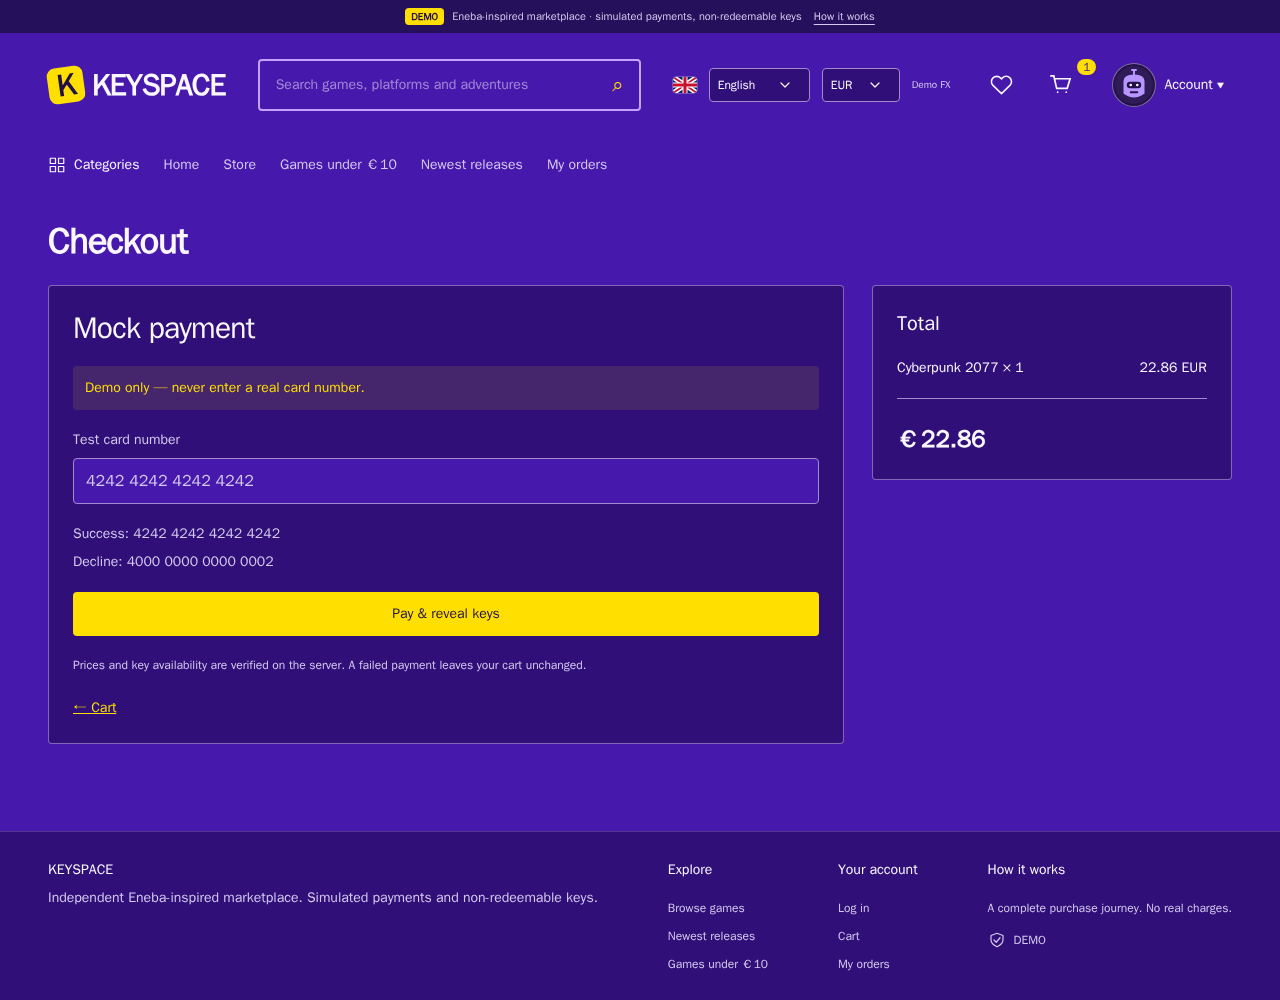 DEMO Eneba-inspired marketplace · simulated payments, non-redeemable keys How it works
K KEYSPACE
Search games, platforms and adventures
English
EUR
Demo FX
1
Account ▾
Categories Home Store Games under € 10 Newest releases My orders
Checkout
Mock payment
Demo only — never enter a real card number.
Test card number
4242 4242 4242 4242
Success: 4242 4242 4242 4242
Decline: 4000 0000 0000 0002
Pay & reveal keys
Prices and key availability are verified on the server. A failed payment leaves your cart unchanged.
← Cart
Total
Cyberpunk 2077 × 1 22.86 EUR
€ 22.86
KEYSPACE
Independent Eneba-inspired marketplace. Simulated payments and non-redeemable keys.
Explore
Browse games
Newest releases
Games under € 10
Your account
Log in
Cart
My orders
How it works
A complete purchase journey. No real charges.
DEMO